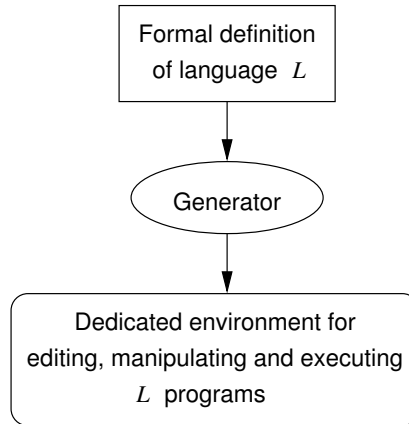 Formal definition
of language L
Generator
Dedicated environment for
editing, manipulating and executing
L programs